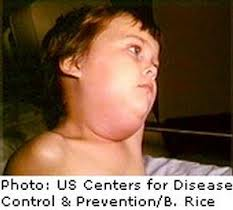 Photo: US Centers for Disease
Control & Prevention/B. Rice